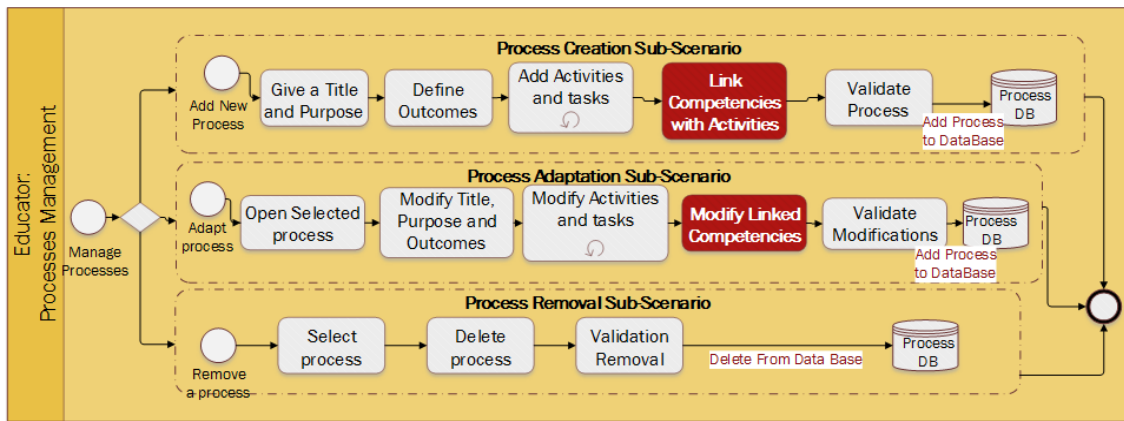 Educator:
Processes Management
Manage
Processes
Process Creation Sub-Scenario
Add New
Process
Give a Title
and Purpose
Define
Outcomes
Add Activities
and tasks
Link
Competencies
with Activities
Validate
Process
Add Process
to DataBase
Process
DB
Process Adaptation Sub-Scenario
Adapt
process
Open Selected
process
Modify Title,
Purpose and
Outcomes
Modify Activities
and tasks
Modify Linked
Competencies
Validate
Modifications
Add Process
to DataBase
Process
DB
Process Removal Sub-Scenario
Remove
a process
Select
process
Delete
process
Validation
Removal
Delete From Data Base
Process
DB